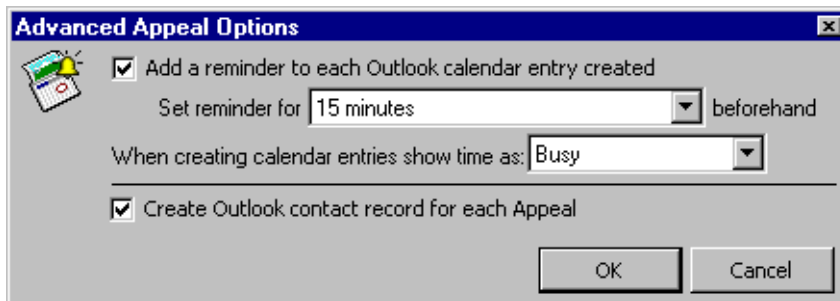 Advanced Appeal Options
Add a reminder to each Outlook calendar entry created
Set reminder for 15 minutes beforehand
When creating calendar entries show time as: Busy
Create Outlook contact record for each Appeal
OK Cancel